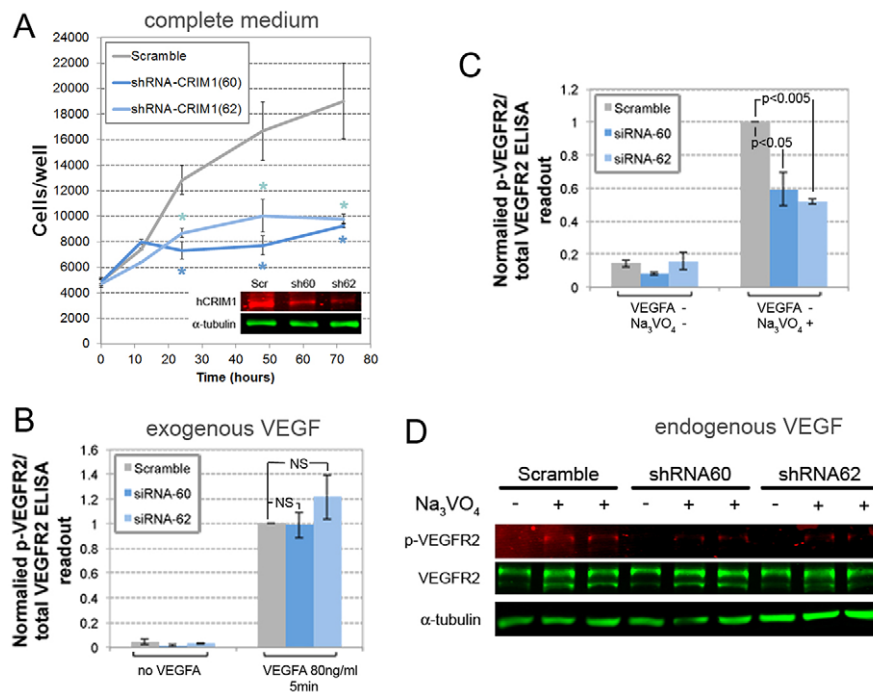 A
complete medium
Cells/well
24000
22000
20000
18000
16000
14000
12000
10000
8000
6000
4000
2000
0
Scramble
shRNA-CRIM1(60)
shRNA-CRIM1(62)
*
*
*
*
*
*
Scr sh60 sh62
hCRIM1
α-tubulin
0 10 20 30 40 50 60 70 80
Time (hours)
B
exogenous VEGF
Normalied p-VEGFR2/
total VEGFR2 ELISA
readout
1.6
1.4
1.2
1
0.8
0.6
0.4
0.2
0
Scramble
siRNA-60
siRNA-62
NS
NS
no VEGFA
VEGFA 80ng/ml
5min
C
Normalied p-VEGFR2/
total VEGFR2 ELISA
readout
1.2
1
0.8
0.6
0.4
0.2
0
Scramble
siRNA-60
siRNA-62
p<0.005
p<0.05
VEGFA -
Na₃VO₄ -
VEGFA -
Na₃VO₄ +
D
endogenous VEGF
Scramble shRNA60 shRNA62
Na₃VO₄ - + + - + + - + +
p-VEGFR2
VEGFR2
α-tubulin